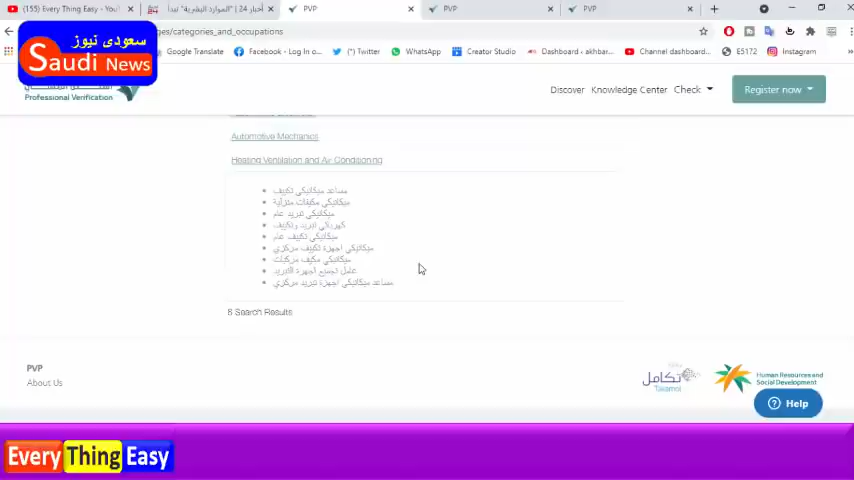 (155) Every Thing Easy - You
أخبار 24 | "الموارد البشرية" تبدأ
PVP
PVP
PVP
سعودی نیوز
Saudi News
ges/categories_and_occupations
Google Translate
Facebook - Log In o...
(*) Twitter
WhatsApp
Creator Studio
Dashboard ‹ akhbar...
Channel dashboard...
E5172
Instagram
Professional Verification
Discover
Knowledge Center
Check
Register now
Automotive Mechanics
Heating Ventilation and Air Conditioning
مساعد ميكانيكي تكييف
ميكانيكي مكيفات منزلية
ميكانيكي تبريد عام
كهربائي تبريد وتكييف
ميكانيكي تكييف عام
ميكانيكي اجهزة تكييف مركزي
ميكانيكي مكيف مركبات
عامل تجميع اجهزة التبريد
مساعد ميكانيكي اجهزة تبريد مركزي
8 Search Results
PVP
About Us
تكامل
Takamol
Human Resources and
Social Development
Help
Every Thing Easy